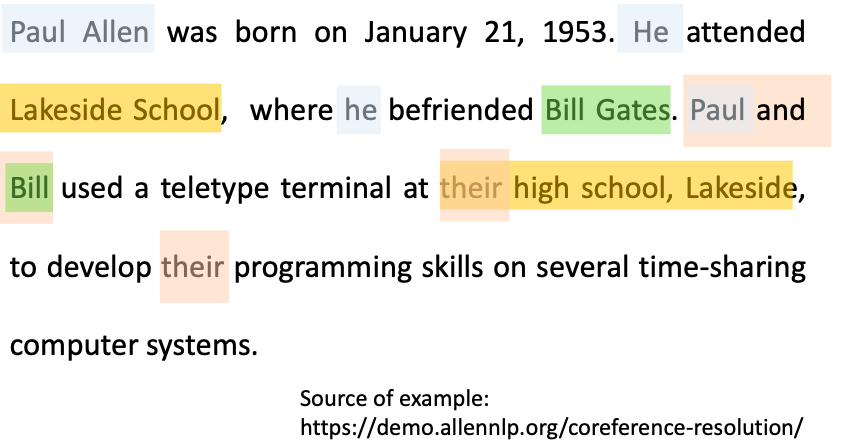 Paul Allen was born on January 21, 1953. He attended
Lakeside School, where he befriended Bill Gates. Paul and
Bill used a teletype terminal at their high school, Lakeside,
to develop their programming skills on several time-sharing
computer systems.
Source of example:
https://demo.allennlp.org/coreference-resolution/